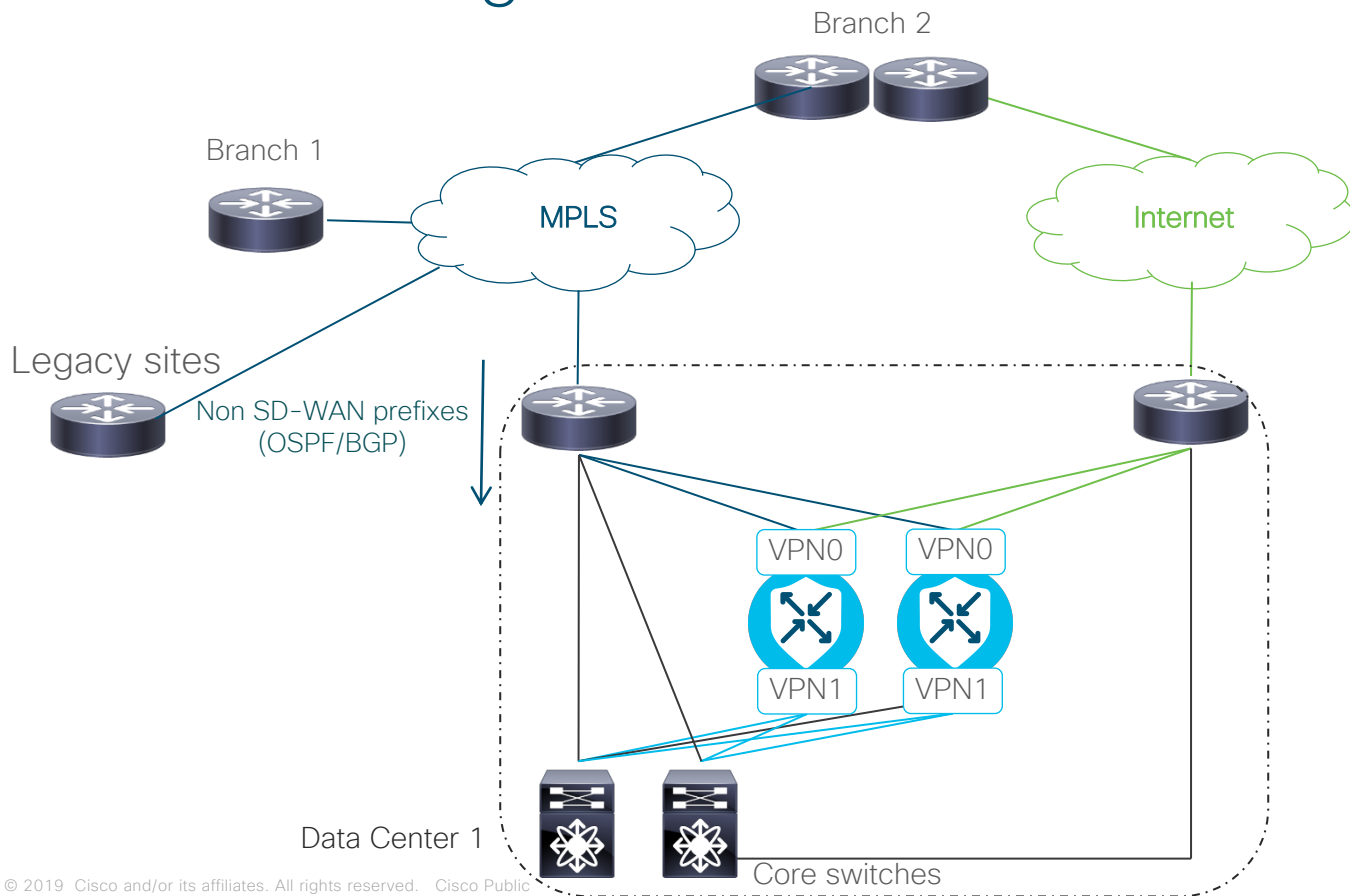 Branch 2
Branch 1
MPLS
Internet
Legacy sites
Non SD-WAN prefixes
(OSPF/BGP)
VPN0
VPN0
VPN1
VPN1
Data Center 1
Core switches
© 2019 Cisco and/or its affiliates. All rights reserved. Cisco Public